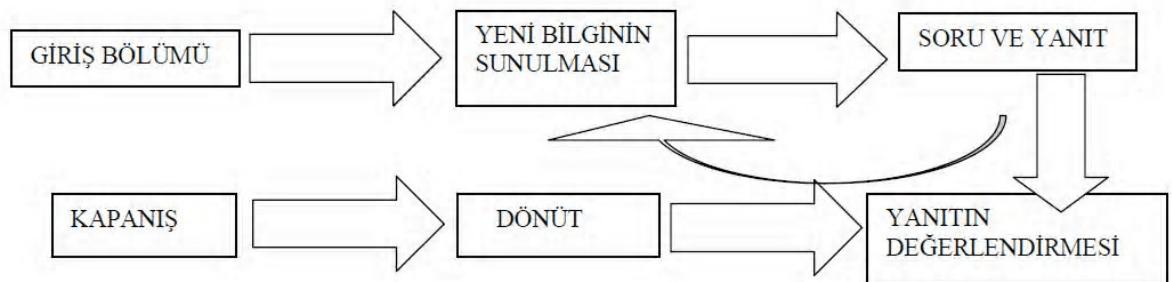 GİRİŞ BÖLÜMÜ
YENİ BİLGİNİN
SUNULMASI
SORU VE YANIT
KAPANIŞ
DÖNÜT
YANITIN
DEĞERLENDİRMESİ